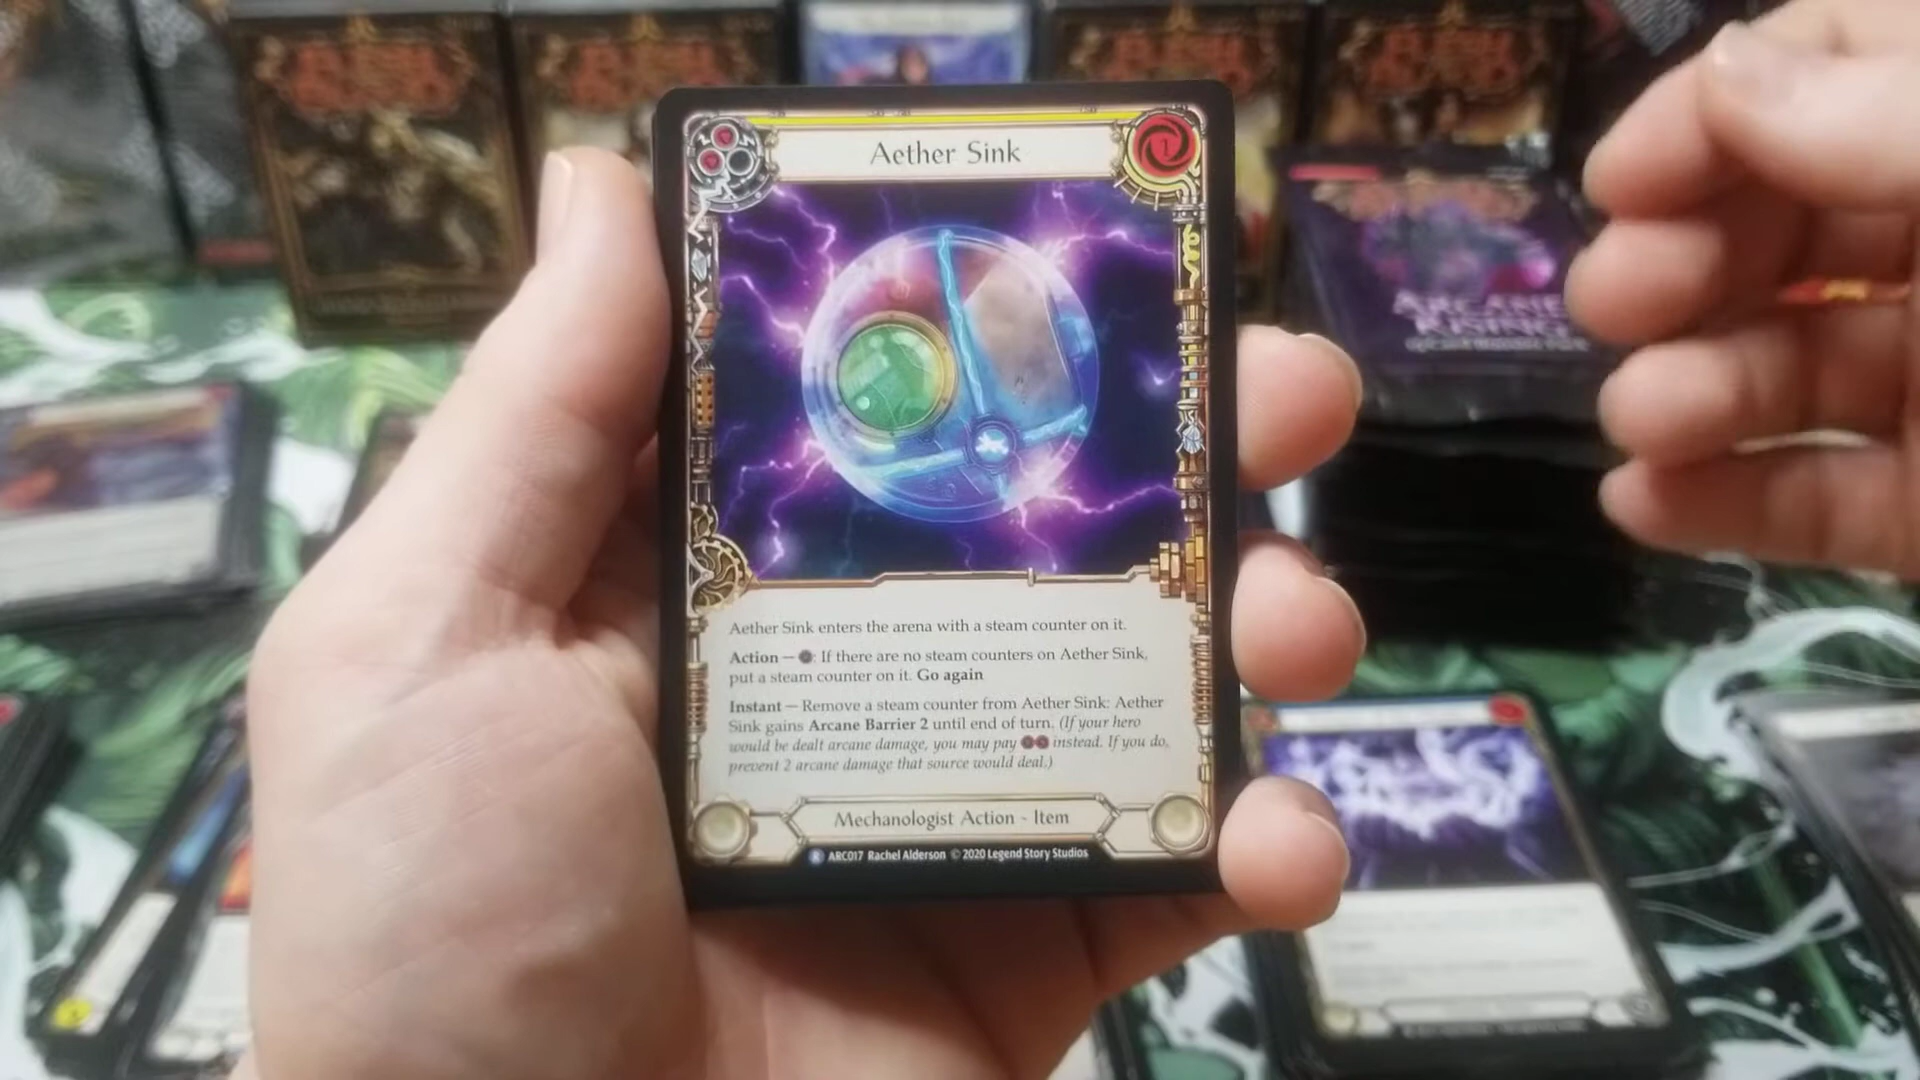 Aether Sink
1
Aether Sink enters the arena with a steam counter on it.
Action — : If there are no steam counters on Aether Sink,
put a steam counter on it. Go again
Instant — Remove a steam counter from Aether Sink: Aether
Sink gains Arcane Barrier 2 until end of turn. (If your hero
would be dealt arcane damage, you may pay instead. If you do,
prevent 2 arcane damage that source would deal.)
Mechanologist Action - Item
R ARC017 Rachel Alderson © 2020 Legend Story Studios
ARCANE
RISING